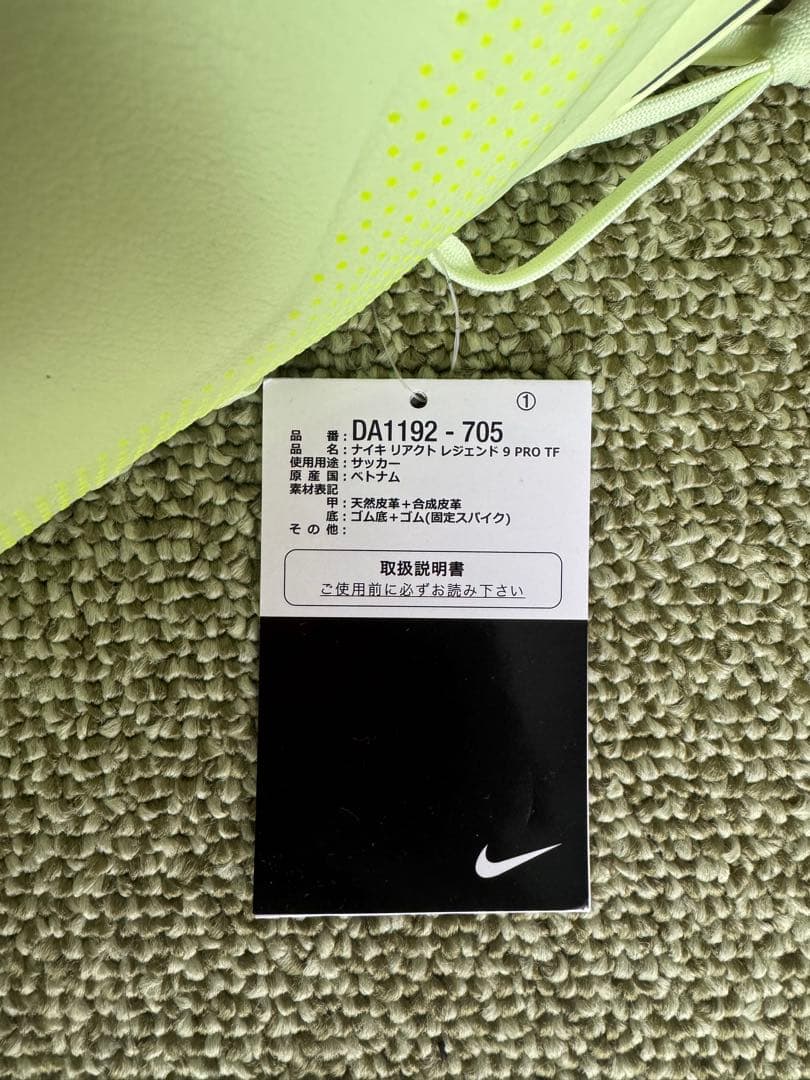 ①
品番：DA1192 - 705
品名：ナイキ リアクト レジェンド 9 PRO TF
使用用途：サッカー
原産国：ベトナム
素材表記
甲：天然皮革＋合成皮革
底：ゴム底＋ゴム(固定スパイク)
その他：
取扱説明書
ご使用前に必ずお読み下さい